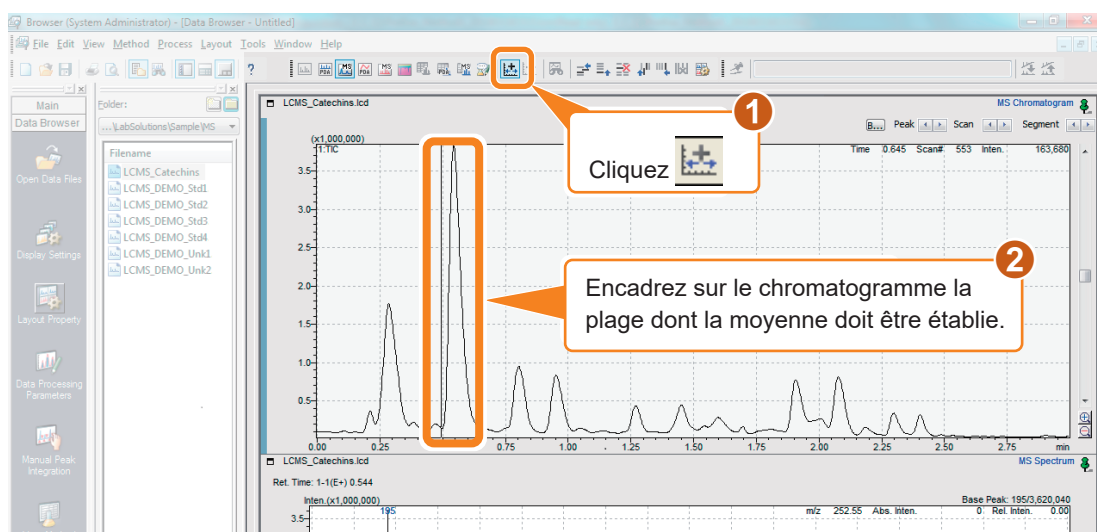 Browser (System Administrator) - [Data Browser - Untitled]
File Edit View Method Process Layout Tools Window Help
Main
Data Browser
Open Data Files
Display Settings
Layout Property
Data Processing
Parameters
Manual Peak
Integration
Folder:
...\LabSolutions\Sample\MS
Filename
LCMS_Catechins
LCMS_DEMO_Std1
LCMS_DEMO_Std2
LCMS_DEMO_Std3
LCMS_DEMO_Std4
LCMS_DEMO_Unk1
LCMS_DEMO_Unk2
LCMS_Catechins.lcd MS Chromatogram
B... Peak Scan Segment
(x1,000,000)
1:TIC Time 0.645 Scan# 553 Inten. 163,680
3.5
3.0
2.5
2.0
1.5
1.0
0.5
0.00 0.25 0.75 1.00 1.25 1.50 1.75 2.00 2.25 2.50 2.75 min
1
Cliquez
2
Encadrez sur le chromatogramme la
plage dont la moyenne doit être établie.
LCMS_Catechins.lcd MS Spectrum
Ret. Time: 1-1(E+) 0.544
Inten.(x1,000,000) Base Peak: 195/3,620,040
195 m/z 252.55 Abs. Inten. 0 Rel. Inten. 0.00
3.5